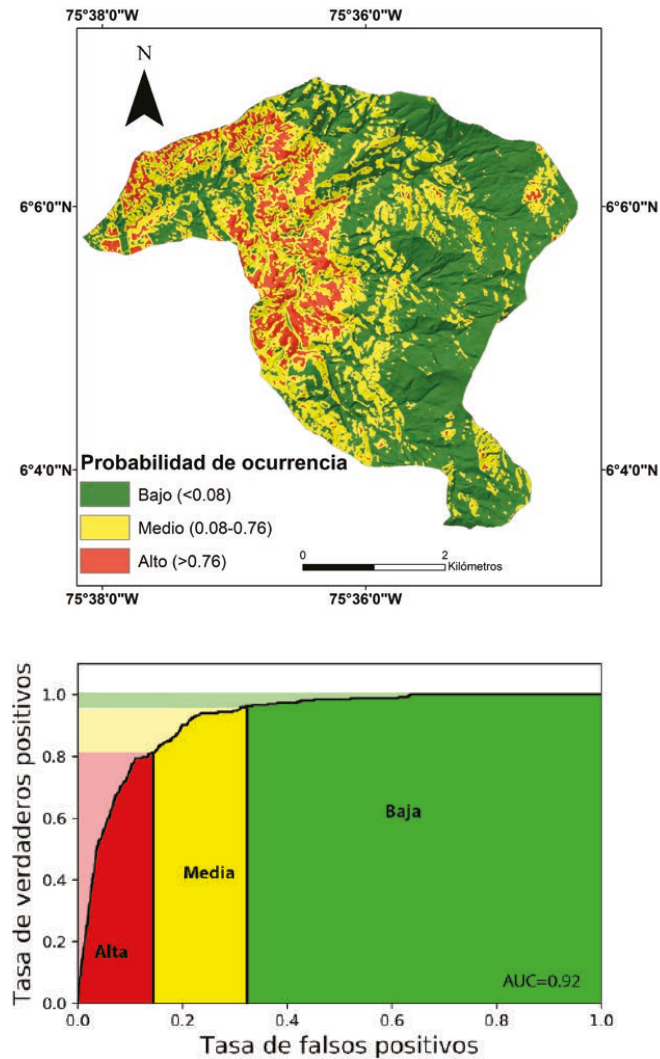 75°38'0"W 75°36'0"W
N
6°6'0"N 6°6'0"N
6°4'0"N 6°4'0"N
Probabilidad de ocurrencia
Bajo (<0.08)
Medio (0.08-0.76)
Alto (>0.76)
0 2
Kilómetros
75°38'0"W 75°36'0"W
Tasa de verdaderos positivos
1.0
0.8
0.6
0.4
0.2
0.0
Baja
Media
Alta
AUC=0.92
0.0 0.2 0.4 0.6 0.8 1.0
Tasa de falsos positivos